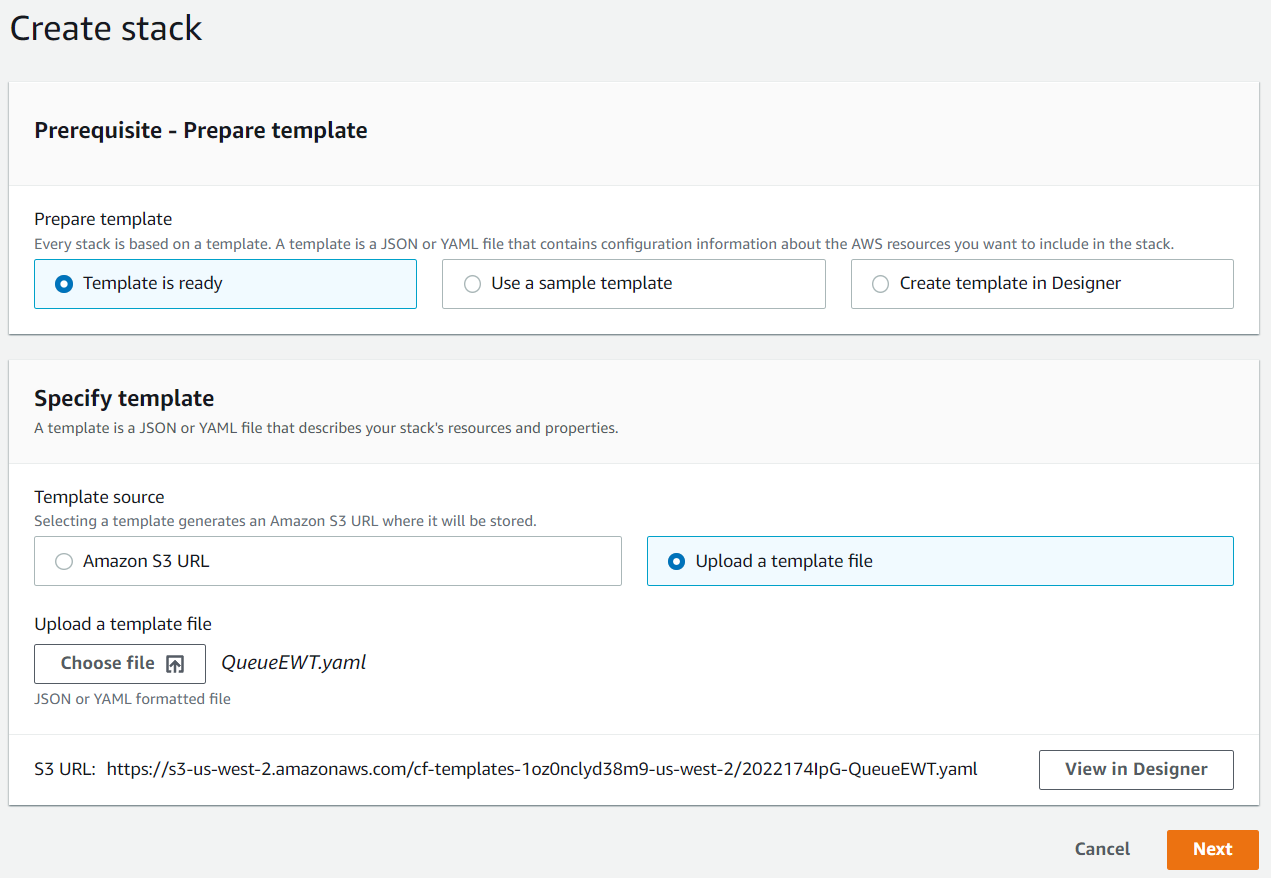 Create stack
Prerequisite - Prepare template
Prepare template
Every stack is based on a template. A template is a JSON or YAML file that contains configuration information about the AWS resources you want to include in the stack.
Template is ready
Use a sample template
Create template in Designer
Specify template
A template is a JSON or YAML file that describes your stack's resources and properties.
Template source
Selecting a template generates an Amazon S3 URL where it will be stored.
Amazon S3 URL
Upload a template file
Upload a template file
Choose file
QueueEWT.yaml
JSON or YAML formatted file
S3 URL: https://s3-us-west-2.amazonaws.com/cf-templates-1oz0nclyd38m9-us-west-2/2022174IpG-QueueEWT.yaml
View in Designer
Cancel
Next